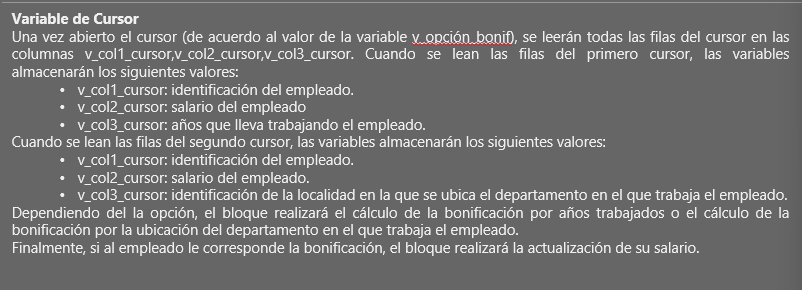 Variable de Cursor
Una vez abierto el cursor (de acuerdo al valor de la variable v_opción_bonif), se leerán todas las filas del cursor en las
columnas v_col1_cursor,v_col2_cursor,v_col3_cursor. Cuando se lean las filas del primero cursor, las variables
almacenarán los siguientes valores:
• v_col1_cursor: identificación del empleado.
• v_col2_cursor: salario del empleado
• v_col3_cursor: años que lleva trabajando el empleado.
Cuando se lean las filas del segundo cursor, las variables almacenarán los siguientes valores:
• v_col1_cursor: identificación del empleado.
• v_col2_cursor: salario del empleado.
• v_col3_cursor: identificación de la localidad en la que se ubica el departamento en el que trabaja el empleado.
Dependiendo del la opción, el bloque realizará el cálculo de la bonificación por años trabajados o el cálculo de la
bonificación por la ubicación del departamento en el que trabaja el empleado.
Finalmente, si al empleado le corresponde la bonificación, el bloque realizará la actualización de su salario.